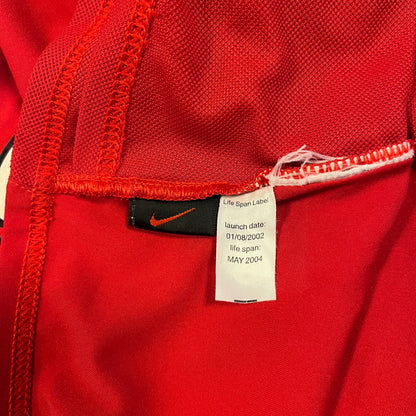 Life Span Label
launch date:
01/08/2002
life span:
MAY 2004